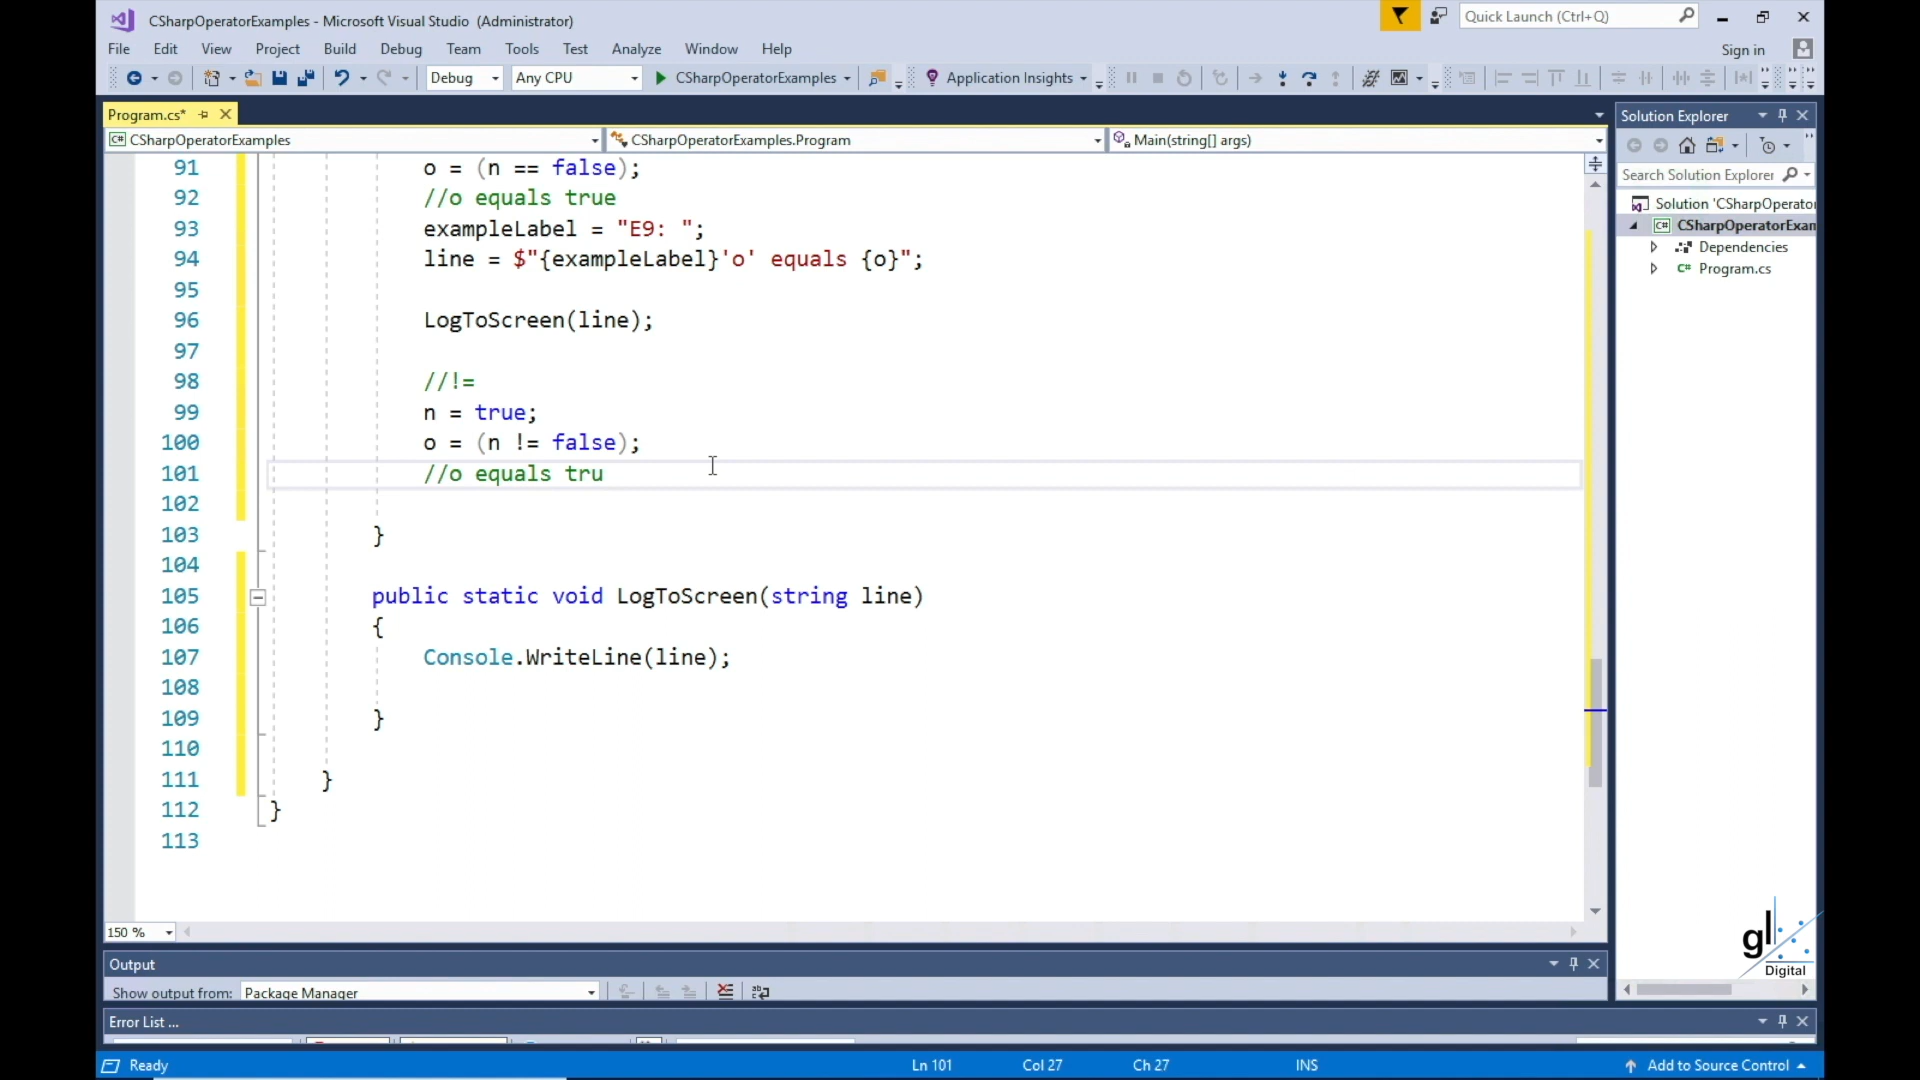 CSharpOperatorExamples - Microsoft Visual Studio (Administrator)
Quick Launch (Ctrl+Q)
File Edit View Project Build Debug Team Tools Test Analyze Window Help
Sign in
Debug Any CPU CSharpOperatorExamples Application Insights
Program.cs*
CSharpOperatorExamples CSharpOperatorExamples.Program Main(string[] args)
91 o = (n == false);
92 //o equals true
93 exampleLabel = "E9: ";
94 line = $"{exampleLabel}'o' equals {o}";
95
96 LogToScreen(line);
97
98 //!=
99 n = true;
100 o = (n != false);
101 //o equals tru
102
103 }
104
105 public static void LogToScreen(string line)
106 {
107 Console.WriteLine(line);
108
109 }
110
111 }
112 }
113
150 %
Solution Explorer
Search Solution Explorer
Solution 'CSharpOperator
C# CSharpOperatorExam
Dependencies
C# Program.cs
gl
Digital
Output
Show output from: Package Manager
Error List ...
Ready Ln 101 Col 27 Ch 27 INS Add to Source Control